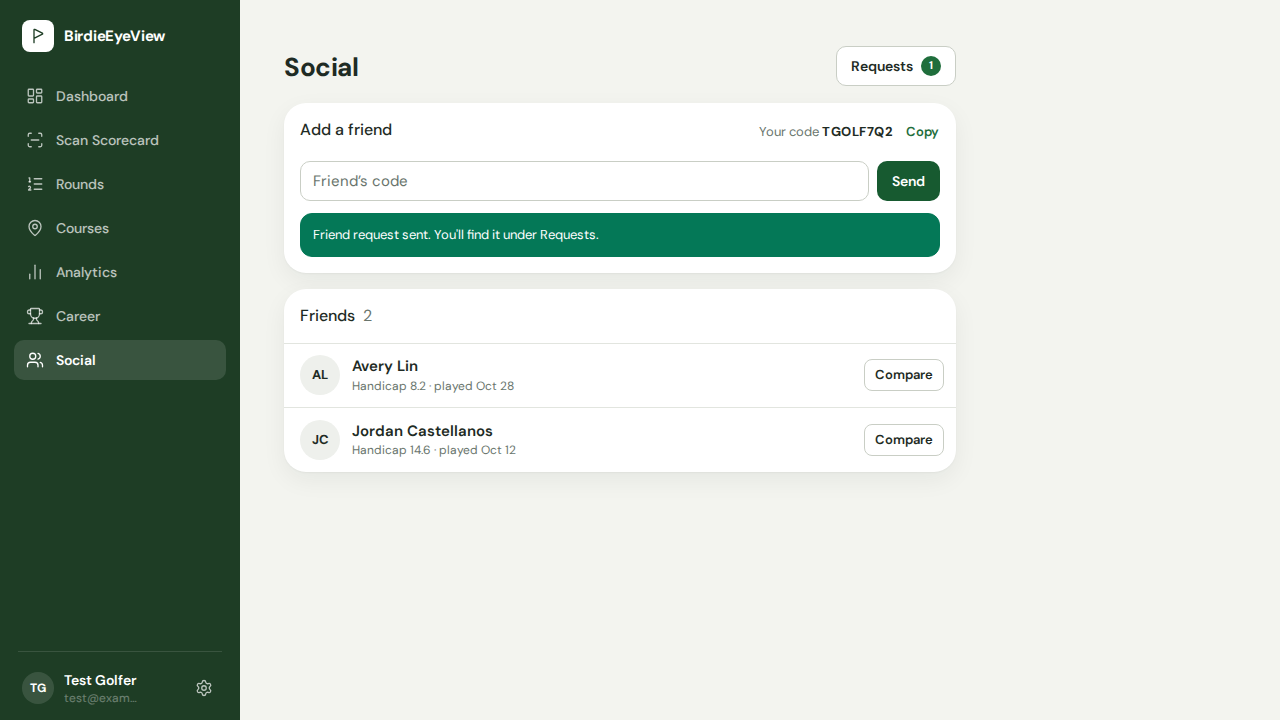 BirdieEyeView
Dashboard
Scan Scorecard
Rounds
Courses
Analytics
Career
Social
TG
Test Golfer
test@exam...
Social
Requests 1
Add a friend
Your code TGOLF7Q2 Copy
Friend's code
Send
Friend request sent. You'll find it under Requests.
Friends 2
AL
Avery Lin
Handicap 8.2 · played Oct 28
Compare
JC
Jordan Castellanos
Handicap 14.6 · played Oct 12
Compare